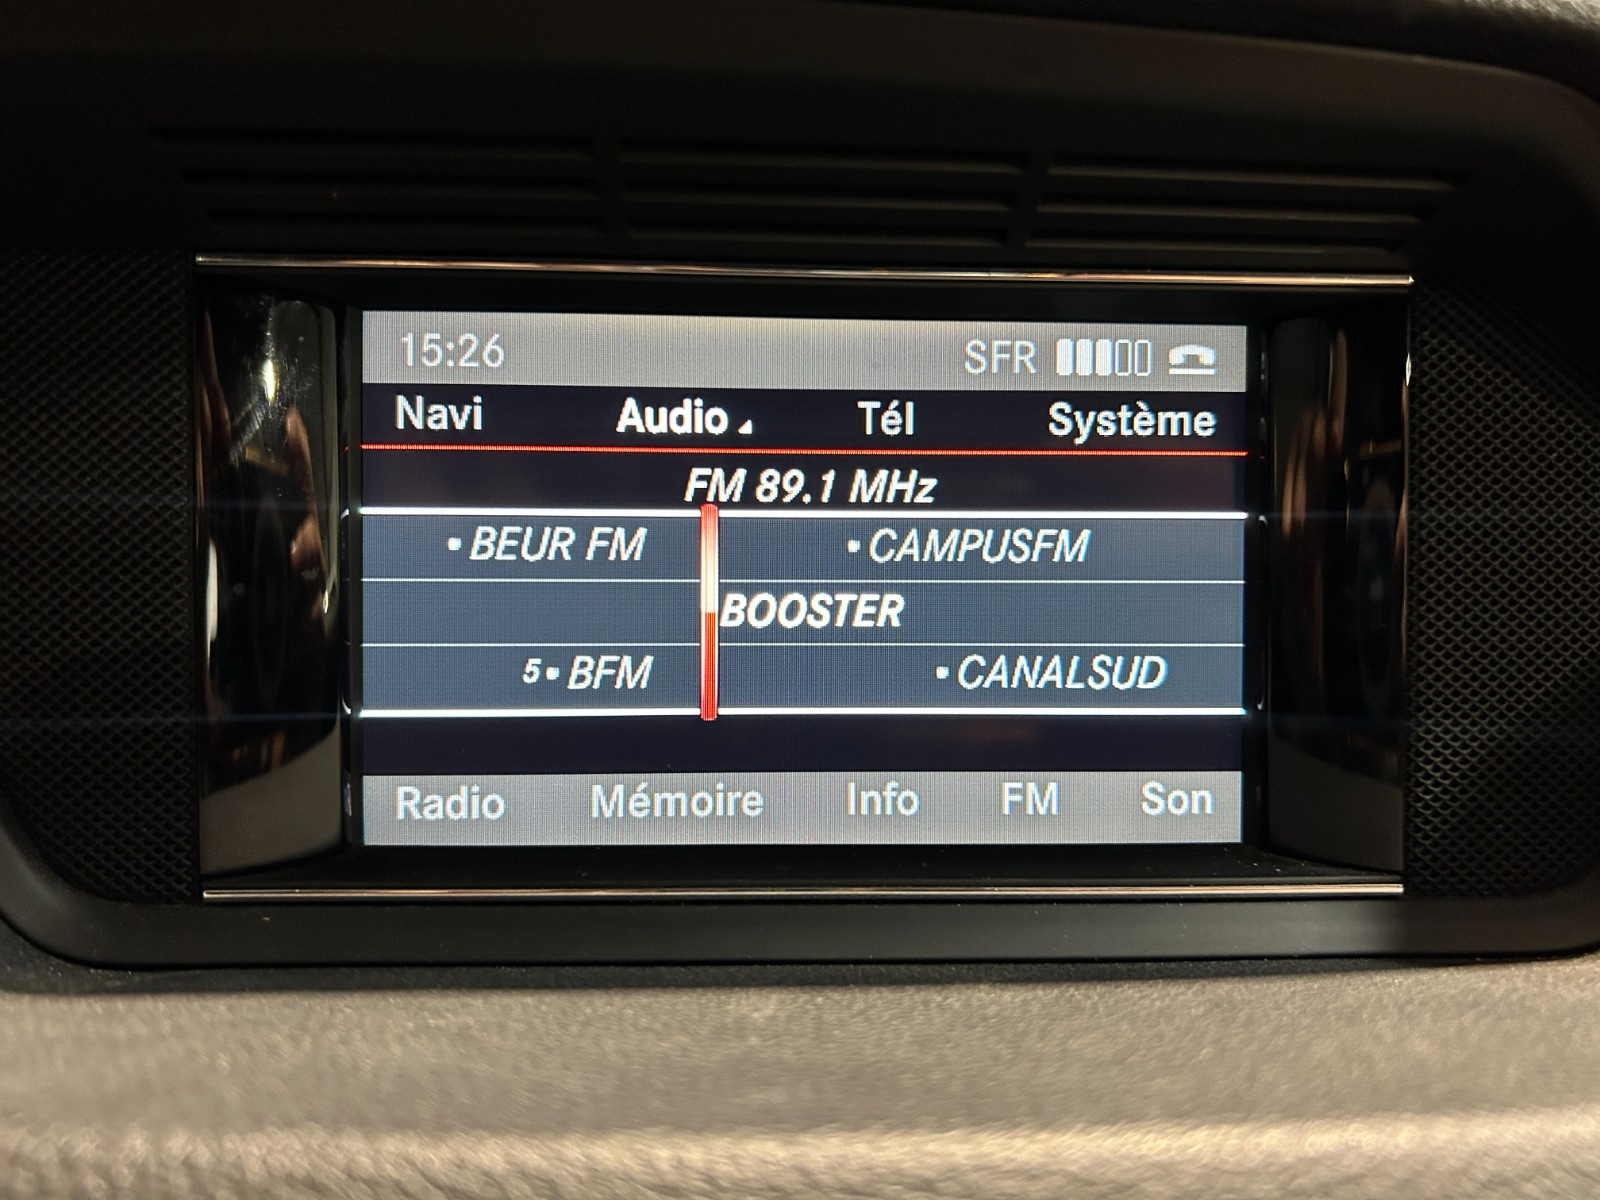 15:26 SFR
Navi Audio Tél Système
FM 89.1 MHz
• BEUR FM • CAMPUSFM
BOOSTER
5• BFM • CANALSUD
Radio Mémoire Info FM Son